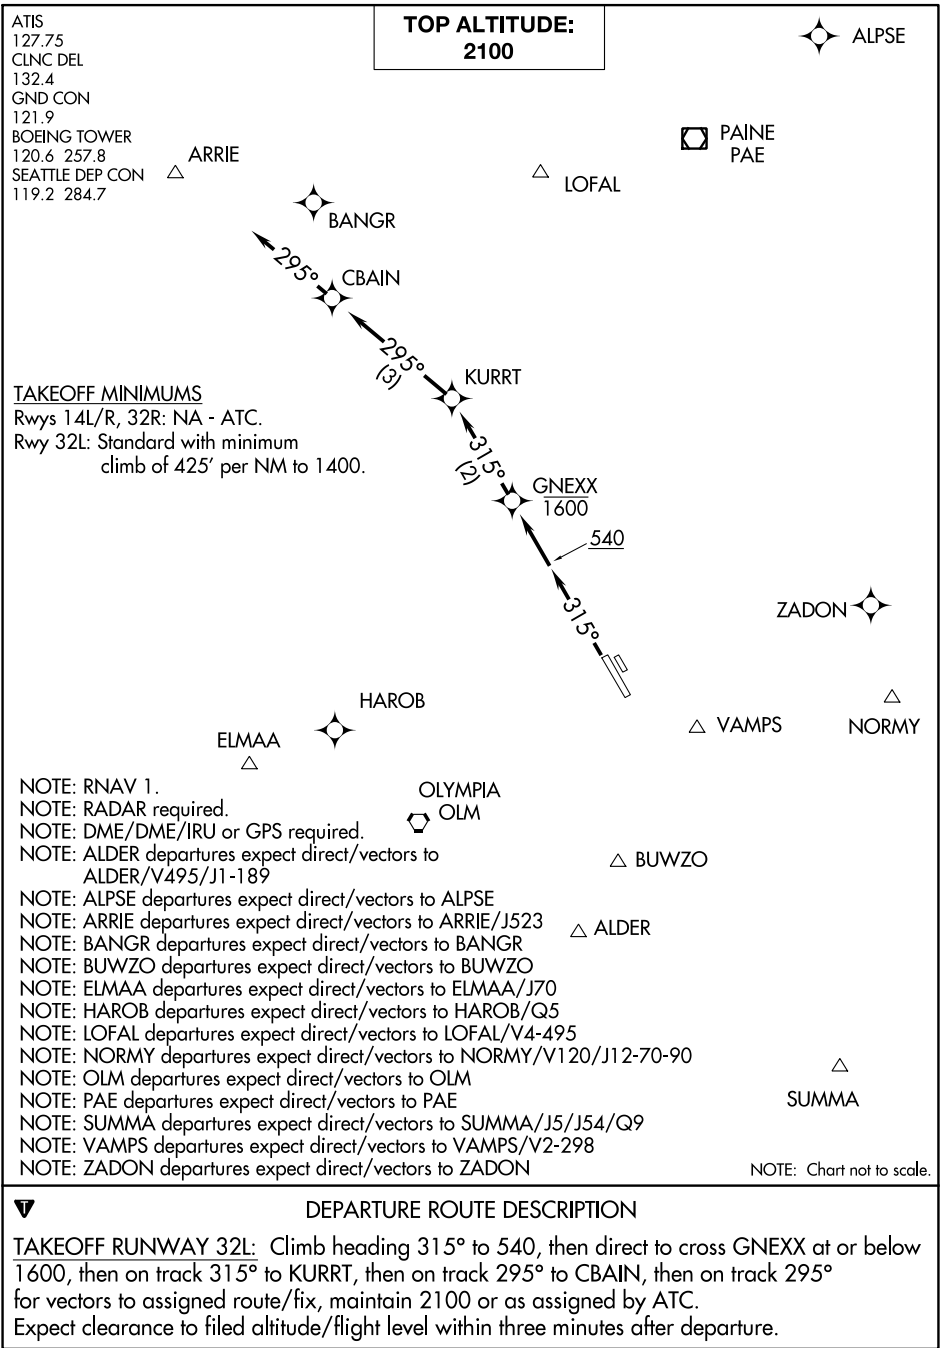 ATIS
127.75
CLNC DEL
132.4
GND CON
121.9
BOEING TOWER
120.6 257.8
SEATTLE DEP CON
119.2 284.7
TOP ALTITUDE:
2100
ALPSE
PAINE
PAE
ARRIE
LOFAL
BANGR
295°
CBAIN
295°
(3)
KURRT
TAKEOFF MINIMUMS
Rwys 14L/R, 32R: NA - ATC.
Rwy 32L: Standard with minimum
climb of 425' per NM to 1400.
315°
(2)
GNEXX
1600
540
315°
ZADON
HAROB
VAMPS
NORMY
ELMAA
OLYMPIA
OLM
BUWZO
ALDER
SUMMA
NOTE: RNAV 1.
NOTE: RADAR required.
NOTE: DME/DME/IRU or GPS required.
NOTE: ALDER departures expect direct/vectors to
ALDER/V495/J1-189
NOTE: ALPSE departures expect direct/vectors to ALPSE
NOTE: ARRIE departures expect direct/vectors to ARRIE/J523
NOTE: BANGR departures expect direct/vectors to BANGR
NOTE: BUWZO departures expect direct/vectors to BUWZO
NOTE: ELMAA departures expect direct/vectors to ELMAA/J70
NOTE: HAROB departures expect direct/vectors to HAROB/Q5
NOTE: LOFAL departures expect direct/vectors to LOFAL/V4-495
NOTE: NORMY departures expect direct/vectors to NORMY/V120/J12-70-90
NOTE: OLM departures expect direct/vectors to OLM
NOTE: PAE departures expect direct/vectors to PAE
NOTE: SUMMA departures expect direct/vectors to SUMMA/J5/J54/Q9
NOTE: VAMPS departures expect direct/vectors to VAMPS/V2-298
NOTE: ZADON departures expect direct/vectors to ZADON
NOTE: Chart not to scale.
T
DEPARTURE ROUTE DESCRIPTION
TAKEOFF RUNWAY 32L: Climb heading 315° to 540, then direct to cross GNEXX at or below
1600, then on track 315° to KURRT, then on track 295° to CBAIN, then on track 295°
for vectors to assigned route/fix, maintain 2100 or as assigned by ATC.
Expect clearance to filed altitude/flight level within three minutes after departure.